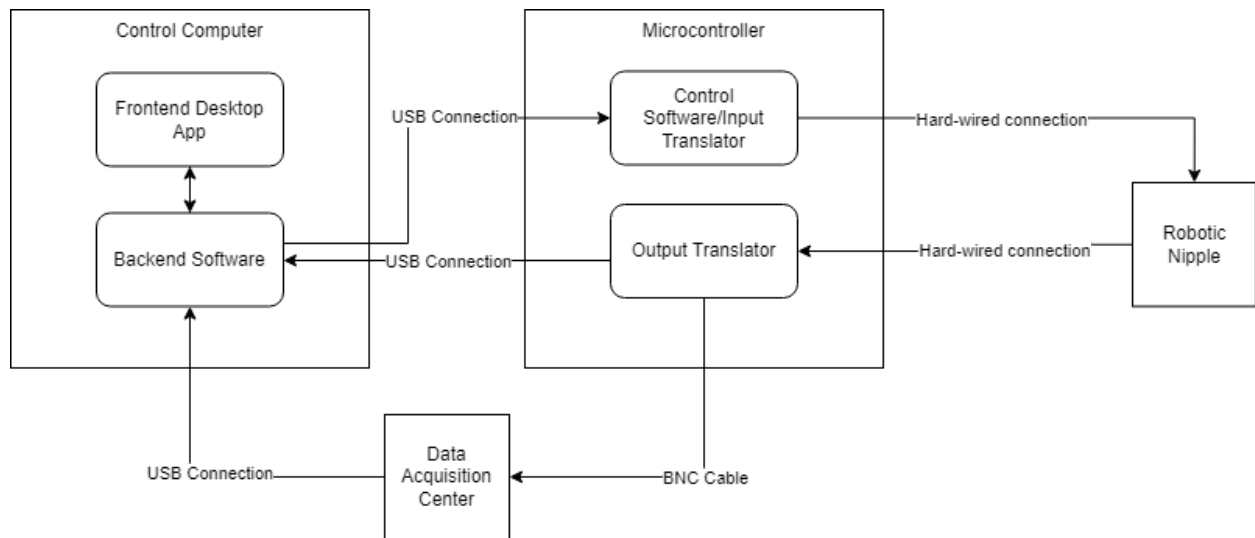 Control Computer
Microcontroller
Frontend Desktop
App
Control
Software/Input
Translator
USB Connection
Hard-wired connection
Backend Software
USB Connection
Output Translator
Hard-wired connection
Robotic
Nipple
USB Connection
Data
Acquisition
Center
BNC Cable